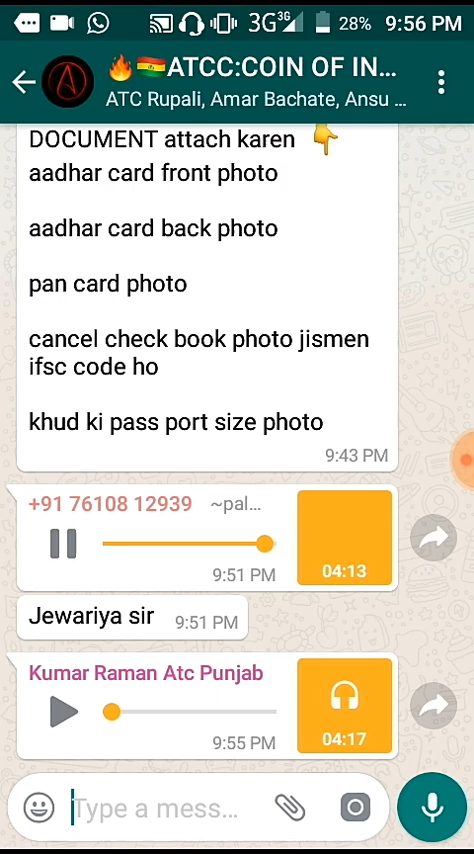 3G 3G 28% 9:56 PM
🔥🇧🇴ATCC:COIN OF IN...
ATC Rupali, Amar Bachate, Ansu ...
DOCUMENT attach karen 👇
aadhar card front photo
aadhar card back photo
pan card photo
cancel check book photo jismen
ifsc code ho
khud ki pass port size photo
9:43 PM
+91 76108 12939 ~pal...
04:13
9:51 PM
Jewariya sir 9:51 PM
Kumar Raman Atc Punjab
04:17
9:55 PM
Type a mess...